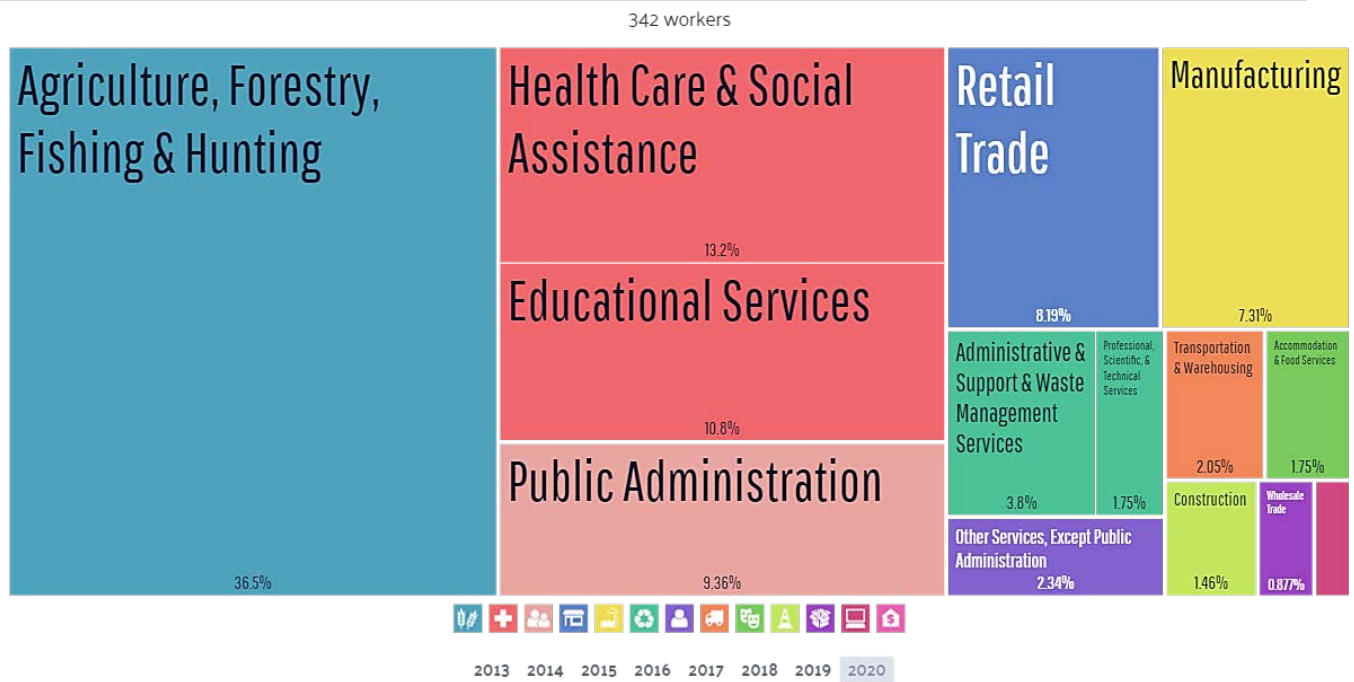 342 workers
Agriculture, Forestry,
Fishing & Hunting
36.5%
Health Care & Social
Assistance
13.2%
Educational Services
10.8%
Public Administration
9.36%
Retail
Trade
8.19%
Manufacturing
7.31%
Administrative &
Support & Waste
Management
Services
3.8%
Professional,
Scientific, &
Technical
Services
1.75%
Other Services, Except Public
Administration
2.34%
Transportation
& Warehousing
2.05%
Accommodation
& Food Services
1.75%
Construction
1.46%
Wholesale
Trade
0.877%
$
2013 2014 2015 2016 2017 2018 2019 2020